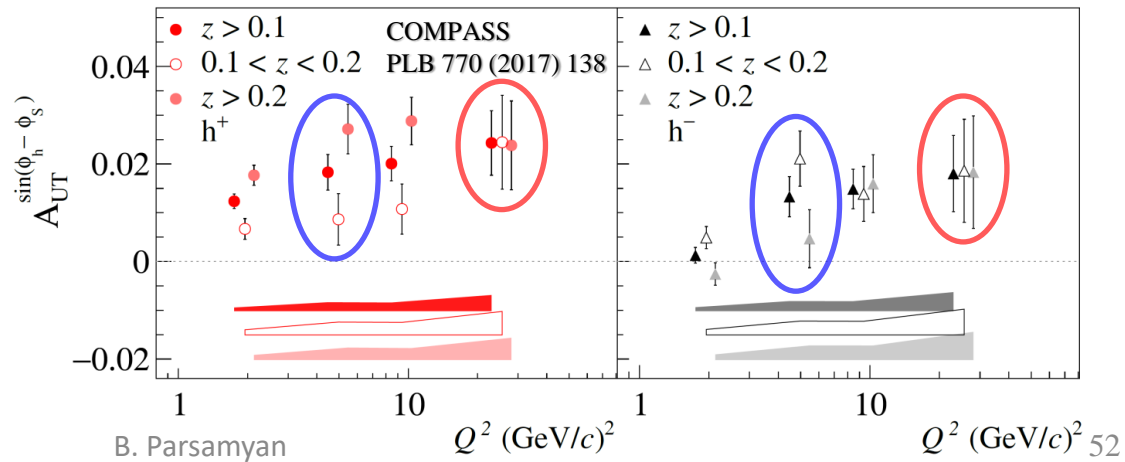 z > 0.1
0.1 < z < 0.2
z > 0.2
h⁺
COMPASS
PLB 770 (2017) 138
z > 0.1
0.1 < z < 0.2
z > 0.2
h⁻
A_UT^sin(ϕ_h − ϕ_S)
0.04
0.02
0
−0.02
1
10
Q² (GeV/c)²
1
10
Q² (GeV/c)²
B. Parsamyan
52